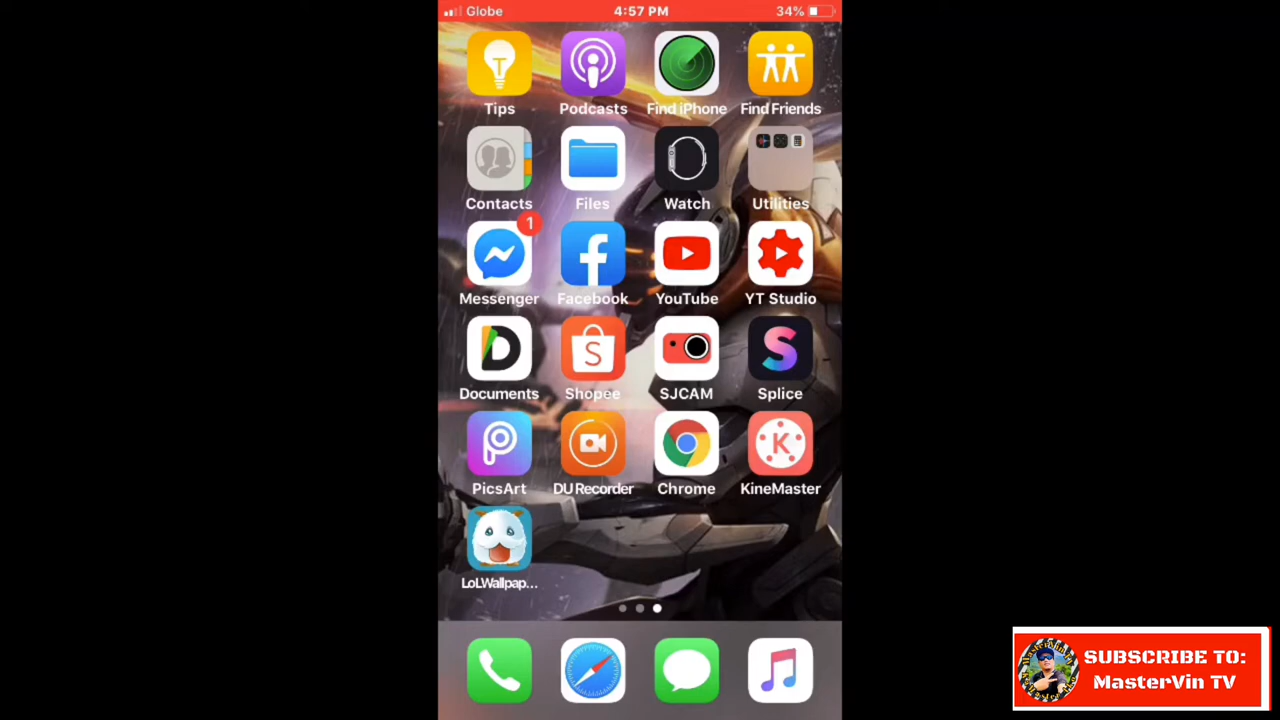 Globe 4:57 PM 34%
Tips Podcasts Find iPhone Find Friends
Contacts Files Watch Utilities
1
Messenger Facebook YouTube YT Studio
Documents Shopee SJCAM Splice
PicsArt DU Recorder Chrome KineMaster
LoLWallpap...
SUBSCRIBE TO:
MasterVin TV